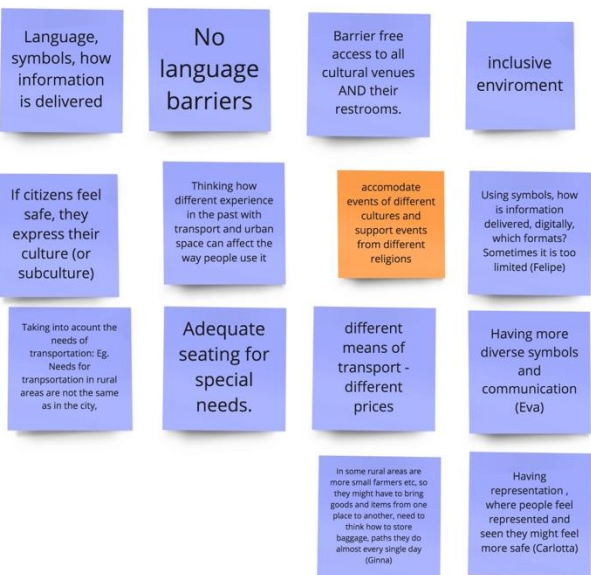 Language,
symbols, how
information
is delivered
No
language
barriers
Barrier free
access to all
cultural venues
AND their
restrooms.
inclusive
enviroment
If citizens feel
safe, they
express their
culture (or
subculture)
Thinking how
different experience
in the past with
transport and urban
space can affect the
way people use it
accomodate
events of different
cultures and
support events
from different
religions
Using symbols, how
is information
delivered, digitally,
which formats?
Sometimes it is too
limited (Felipe)
Taking into acount the
needs of
transportation: Eg.
Needs for
tranpsortation in rural
areas are not the same
as in the city,
Adequate
seating for
special
needs.
different
means of
transport -
different
prices
Having more
diverse symbols
and
communication
(Eva)
In some rural areas are
more small farmers etc, so
they might have to bring
goods and items from one
place to another, need to
think how to store
baggage, paths they do
almost every single day
(Ginna)
Having
representation ,
where people feel
represented and
seen they might feel
more safe (Carlotta)